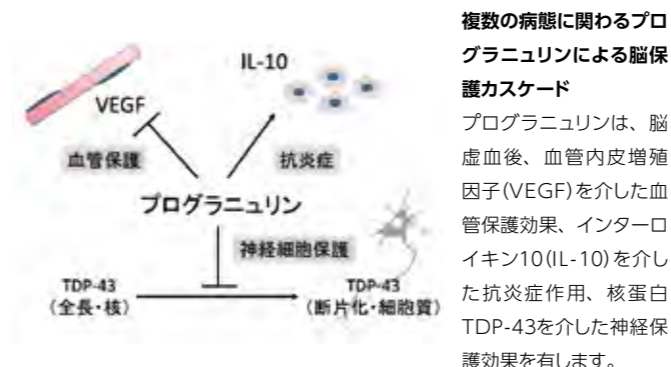 IL-10
VEGF
血管保護
抗炎症
プログラニュリン
神経細胞保護
TDP-43
(全長・核)
TDP-43
(断片化・細胞質)
複数の病態に関わるプロ
グラニュリンによる脳保
護カスケード
プログラニュリンは、脳
虚血後、血管内皮増殖
因子(VEGF)を介した血
管保護効果、インターロ
イキン10(IL-10)を介し
た抗炎症作用、核蛋白
TDP-43を介した神経保
護効果を有します。